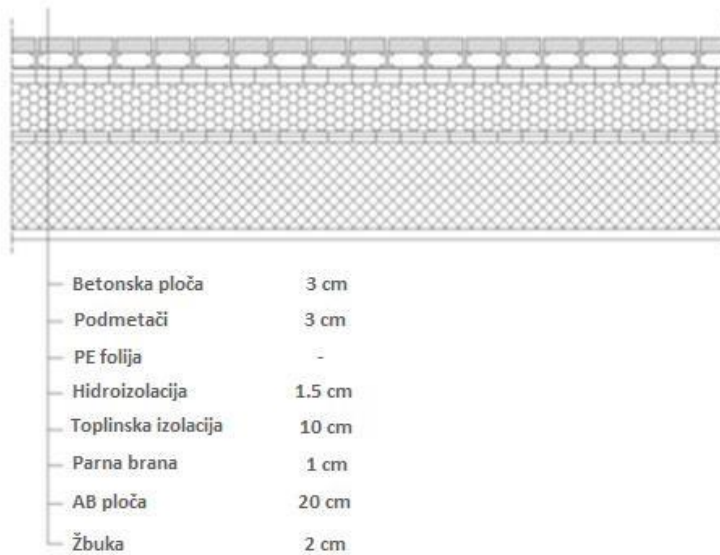 Betonska ploča 3 cm
Podmetači 3 cm
PE folija -
Hidroizolacija 1.5 cm
Toplinska izolacija 10 cm
Parna brana 1 cm
AB ploča 20 cm
Žbuka 2 cm